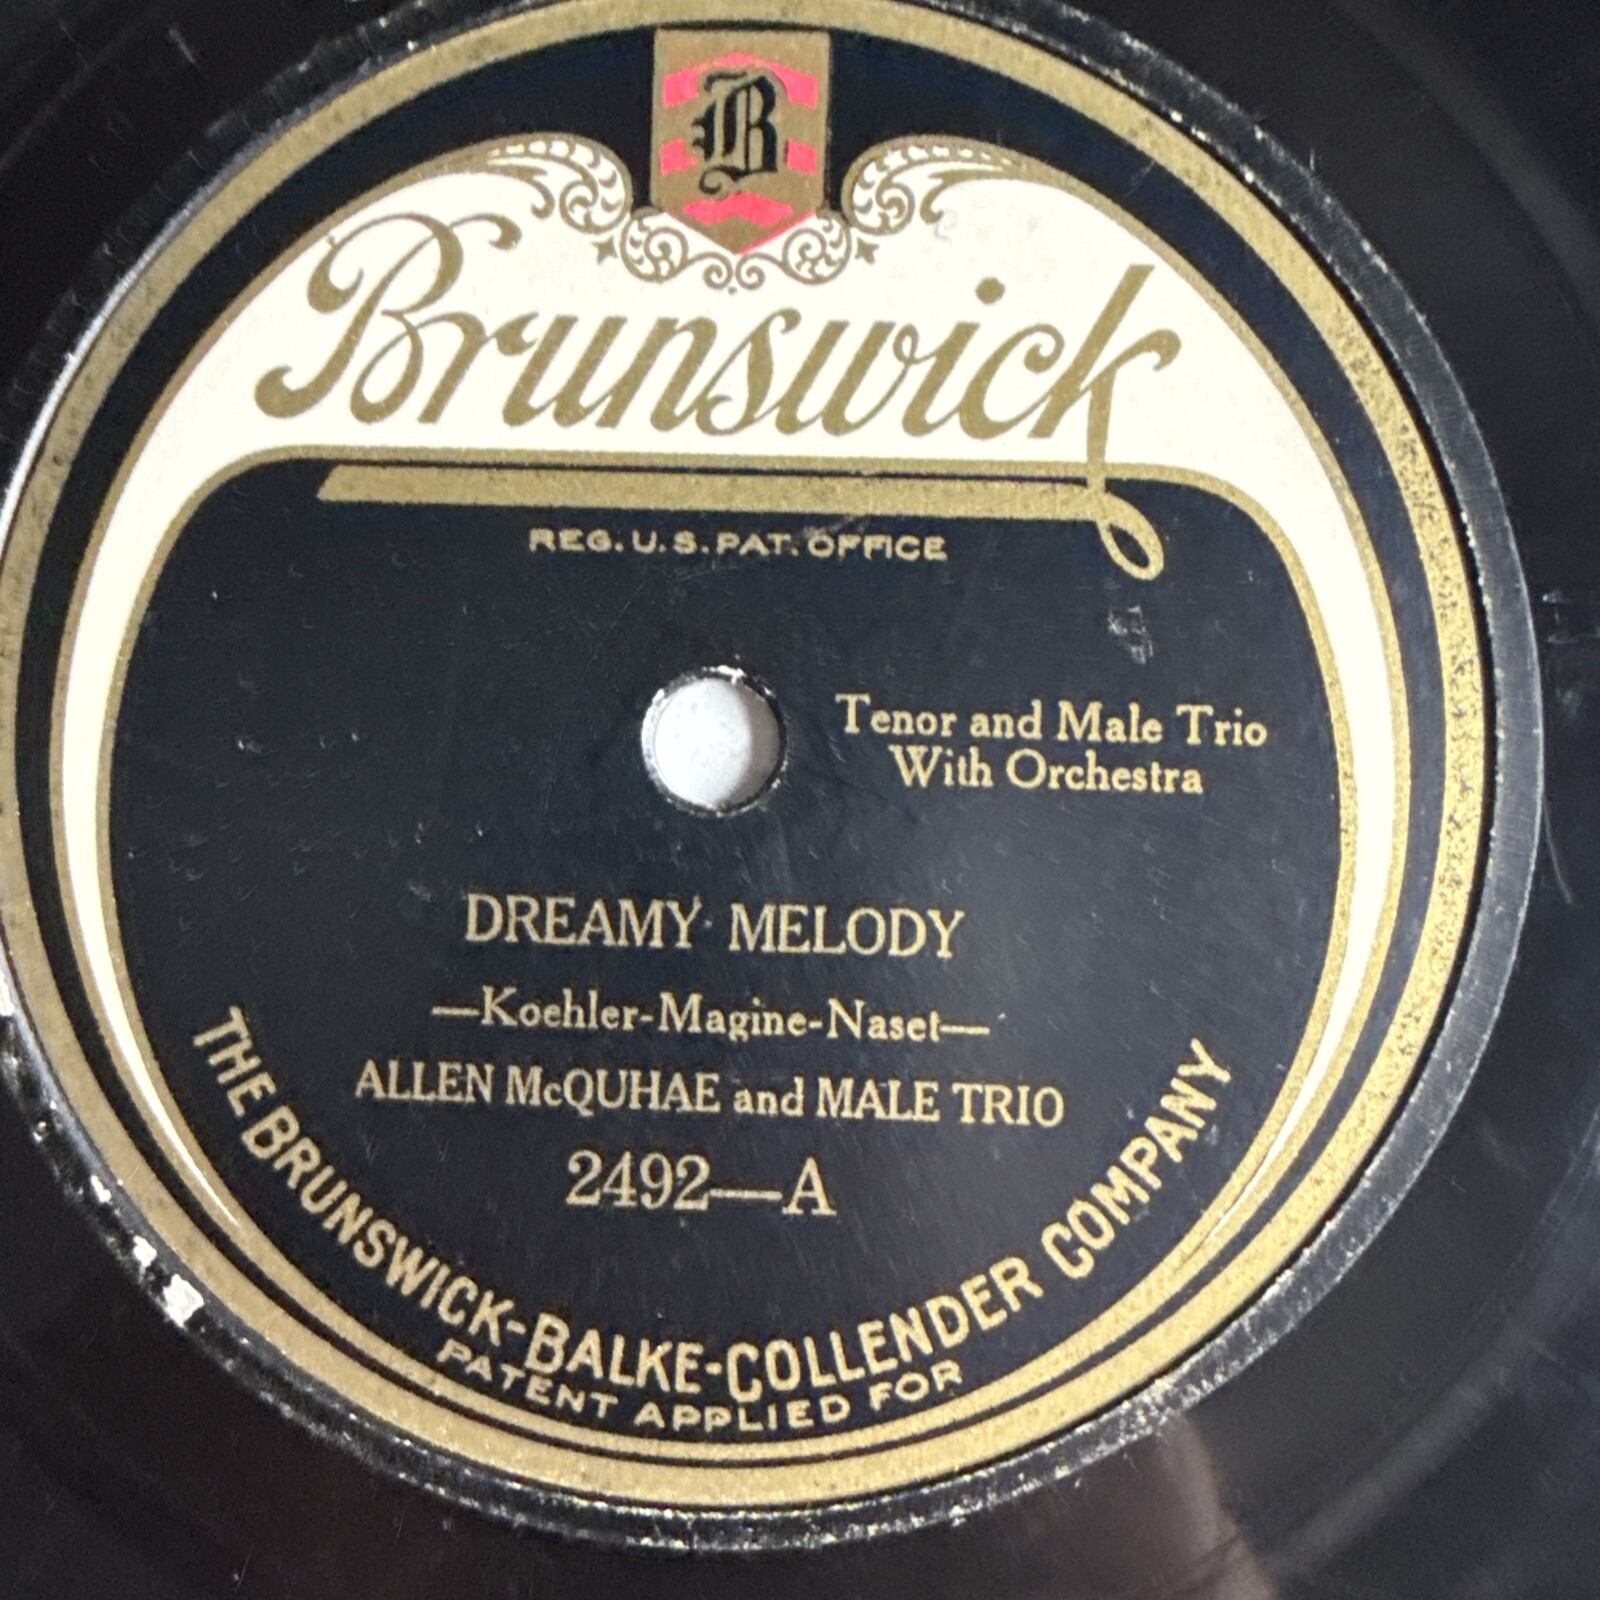 B
Brunswick
REG. U. S. PAT. OFFICE
Tenor and Male Trio
With Orchestra
DREAMY MELODY
—Koehler-Magine-Naset—
ALLEN McQUHAE and MALE TRIO
2492—A
THE BRUNSWICK-BALKE-COLLENDER COMPANY
PATENT APPLIED FOR